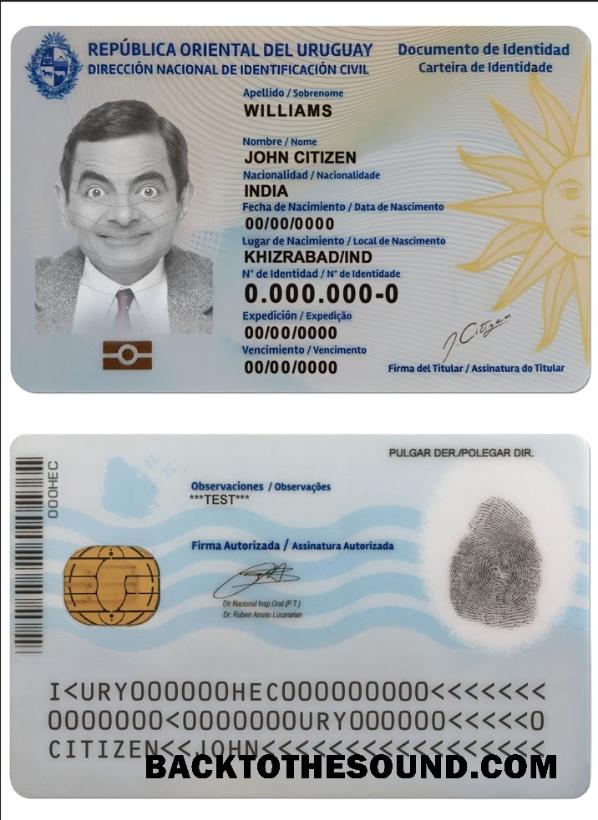 REPÚBLICA ORIENTAL DEL URUGUAY
DIRECCIÓN NACIONAL DE IDENTIFICACIÓN CIVIL
Documento de Identidad
Carteira de Identidade
Apellido / Sobrenome
WILLIAMS
Nombre / Nome
JOHN CITIZEN
Nacionalidad / Nacionalidade
INDIA
Fecha de Nacimiento / Data de Nascimento
00/00/0000
Lugar de Nacimiento / Local de Nascimento
KHIZRABAD/IND
N° de Identidad / N° de Identidade
0.000.000-0
Expedición / Expedição
00/00/0000
Vencimiento / Vencimento
00/00/0000
J. Citizen
Firma del Titular / Assinatura do Titular
PULGAR DER./POLEGAR DIR.
000HEC
Observaciones / Observações
***TEST***
Firma Autorizada / Assinatura Autorizada
Dir Nacional Insp Gral (P.T.)
Dr. Ruben Amato Lusararian
I<URY000000HEC000000000<<<<<<<
0000000<0000000URY000000<<<<<0
CITIZEN<<JOHN<<<<<<<<<<<<<<<<<
BACKTOTHESOUND.COM